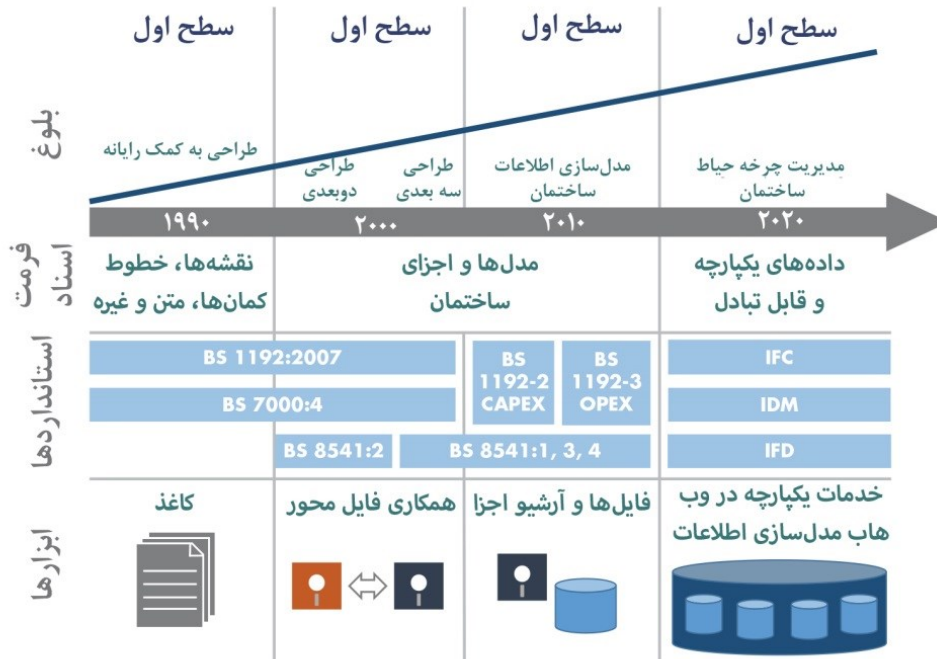 سطح اول
سطح اول
سطح اول
سطح اول
بلوغ
طراحی به کمک رایانه
طراحی
دوبعدی
طراحی
سه بعدی
مدل‌سازی اطلاعات
ساختمان
مدیریت چرخه حیاط
ساختمان
۱۹۹۰
۲۰۰۰
۲۰۱۰
۲۰۲۰
فرمت
اسناد
نقشه‌ها، خطوط
کمان‌ها، متن و غیره
مدل‌ها و اجزای
ساختمان
داده‌های یکپارچه
و قابل تبادل
استانداردها
BS 1192:2007
BS 7000:4
BS 8541:2
BS 8541:1, 3, 4
BS
1192-2
CAPEX
BS
1192-3
OPEX
IFC
IDM
IFD
ابزارها
کاغذ
همکاری فایل محور
فایل‌ها و آرشیو اجزا
خدمات یکپارچه در وب
هاب مدل‌سازی اطلاعات